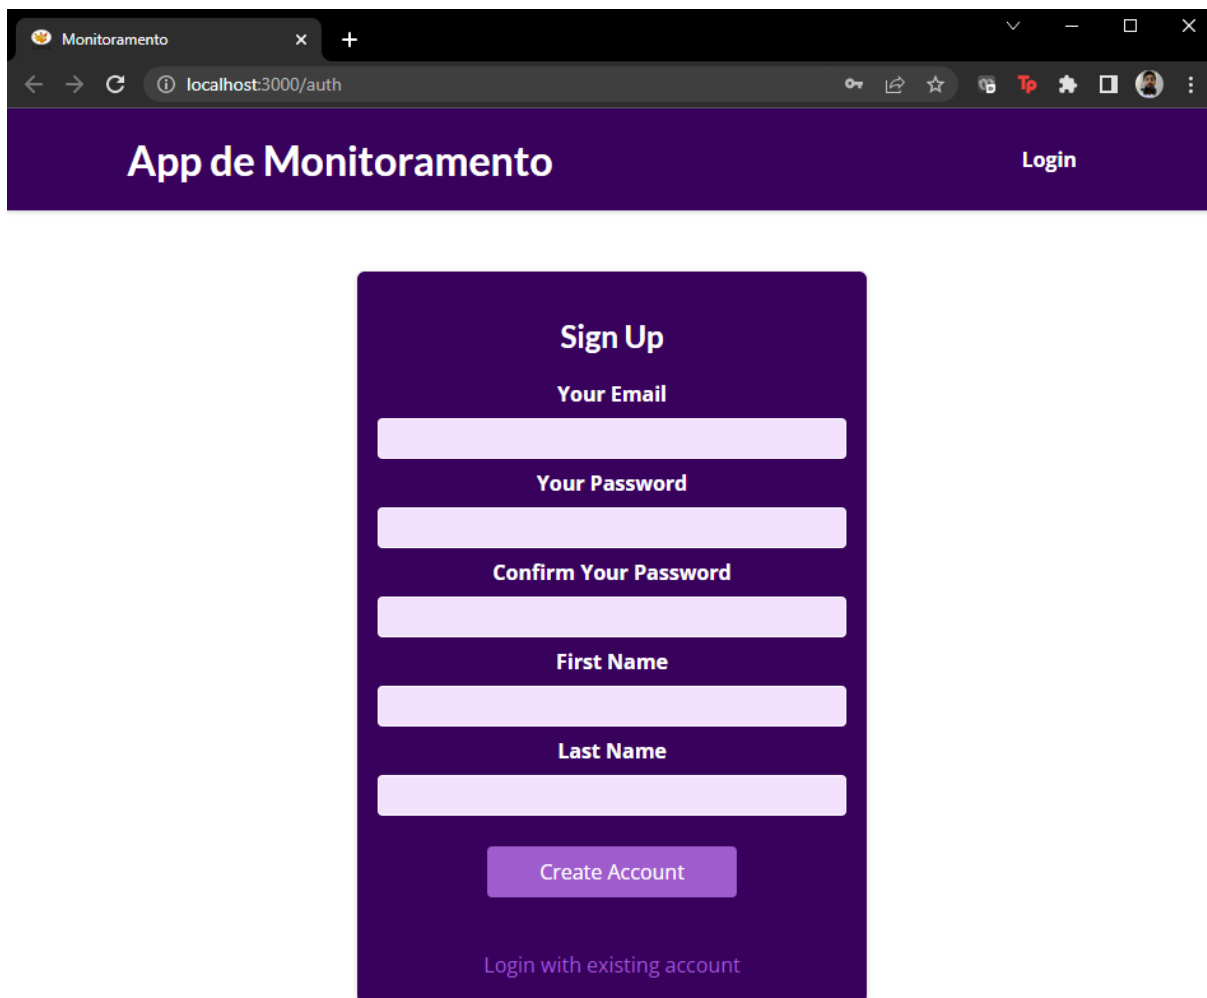 Monitoramento
localhost:3000/auth
Tp
App de Monitoramento
Login
Sign Up
Your Email
Your Password
Confirm Your Password
First Name
Last Name
Create Account
Login with existing account